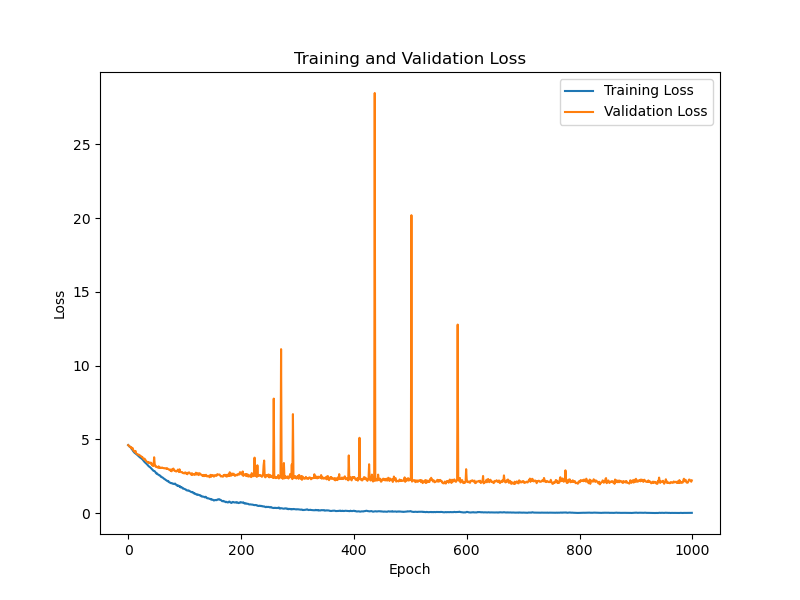 Training and Validation Loss
Training Loss
Validation Loss
25
20
15
10
5
0
Loss
0 200 400 600 800 1000
Epoch